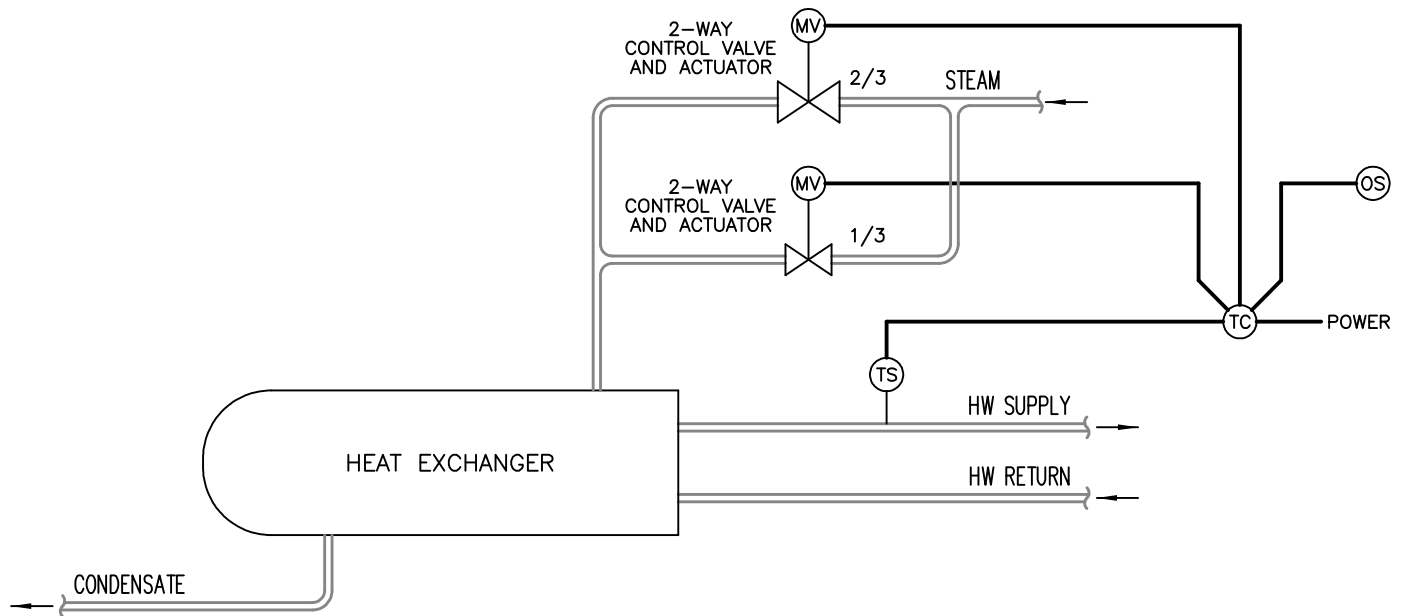 2-WAY
CONTROL VALVE
AND ACTUATOR
MV
2/3
STEAM
2-WAY
CONTROL VALVE
AND ACTUATOR
MV
1/3
OS
TC
POWER
TS
HW SUPPLY
HEAT EXCHANGER
HW RETURN
CONDENSATE